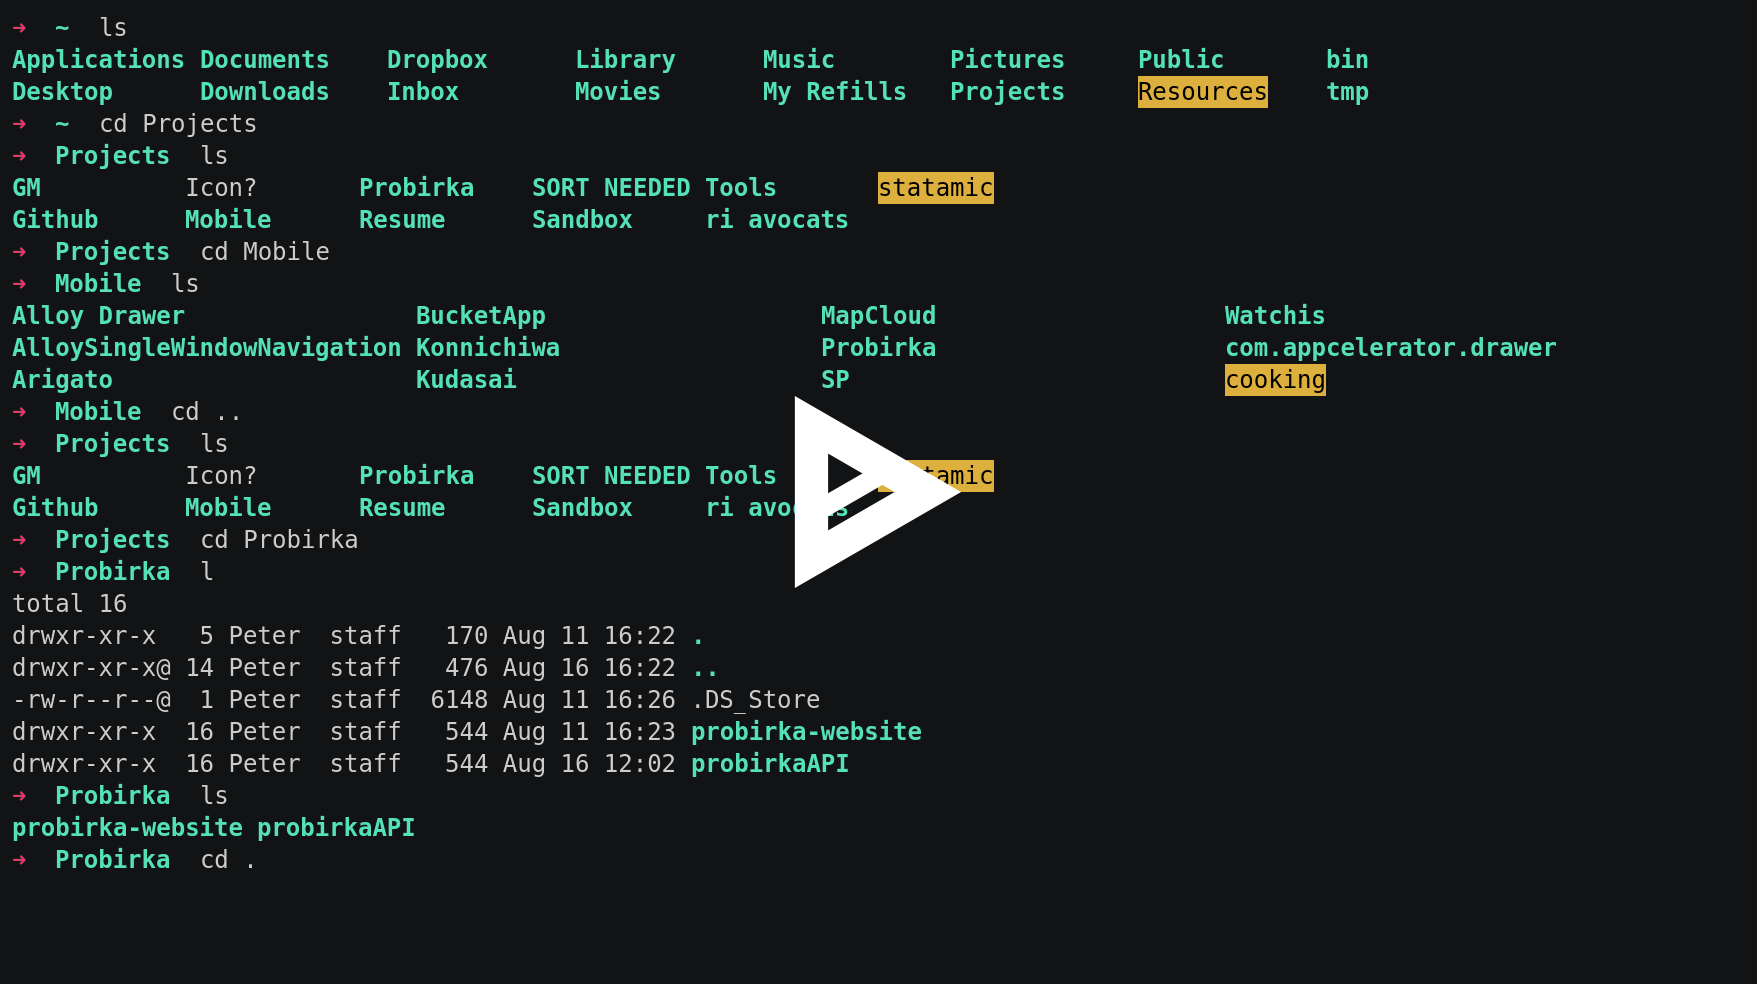 ➜  ~  ls
Applications Documents    Dropbox      Library      Music        Pictures     Public       bin
Desktop      Downloads    Inbox        Movies       My Refills   Projects     Resources    tmp
➜  ~  cd Projects
➜  Projects  ls
GM          Icon?       Probirka    SORT NEEDED Tools       statamic
Github      Mobile      Resume      Sandbox     ri avocats
➜  Projects  cd Mobile
➜  Mobile  ls
Alloy Drawer                BucketApp                   MapCloud                    Watchis
AlloySingleWindowNavigation Konnichiwa                  Probirka                    com.appcelerator.drawer
Arigato                     Kudasai                     SP                          cooking
➜  Mobile  cd ..
➜  Projects  ls
GM          Icon?       Probirka    SORT NEEDED Tools
Github      Mobile      Resume      Sandbox     ri
➜  Projects  cd Probirka
➜  Probirka  l
total 16
drwxr-xr-x   5 Peter  staff   170 Aug 11 16:22 .
drwxr-xr-x@ 14 Peter  staff   476 Aug 16 16:22 ..
-rw-r--r--@  1 Peter  staff  6148 Aug 11 16:26 .DS_Store
drwxr-xr-x  16 Peter  staff   544 Aug 11 16:23 probirka-website
drwxr-xr-x  16 Peter  staff   544 Aug 16 12:02 probirkaAPI
➜  Probirka  ls
probirka-website probirkaAPI
➜  Probirka  cd .